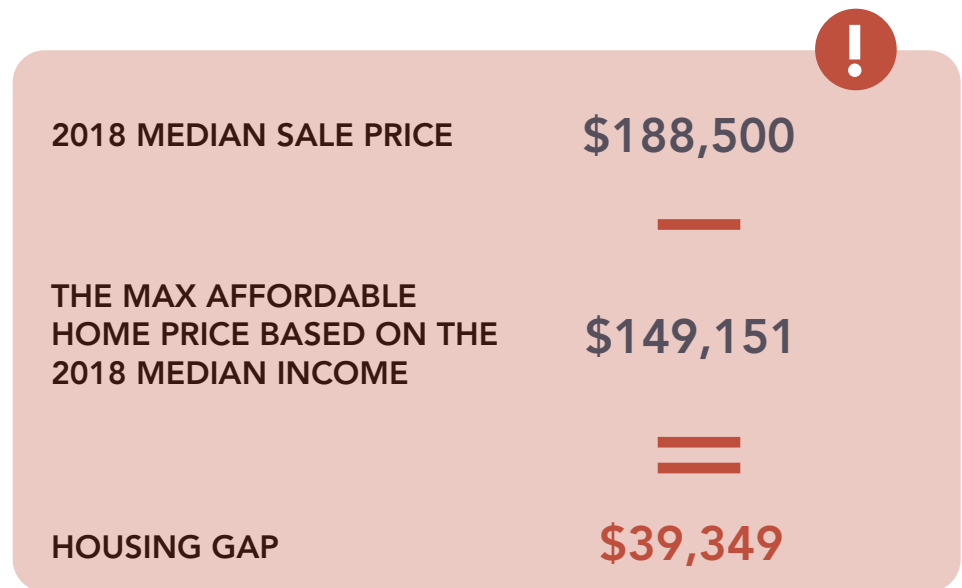 !
2018 MEDIAN SALE PRICE $188,500
—
THE MAX AFFORDABLE
HOME PRICE BASED ON THE $149,151
2018 MEDIAN INCOME
=
HOUSING GAP $39,349